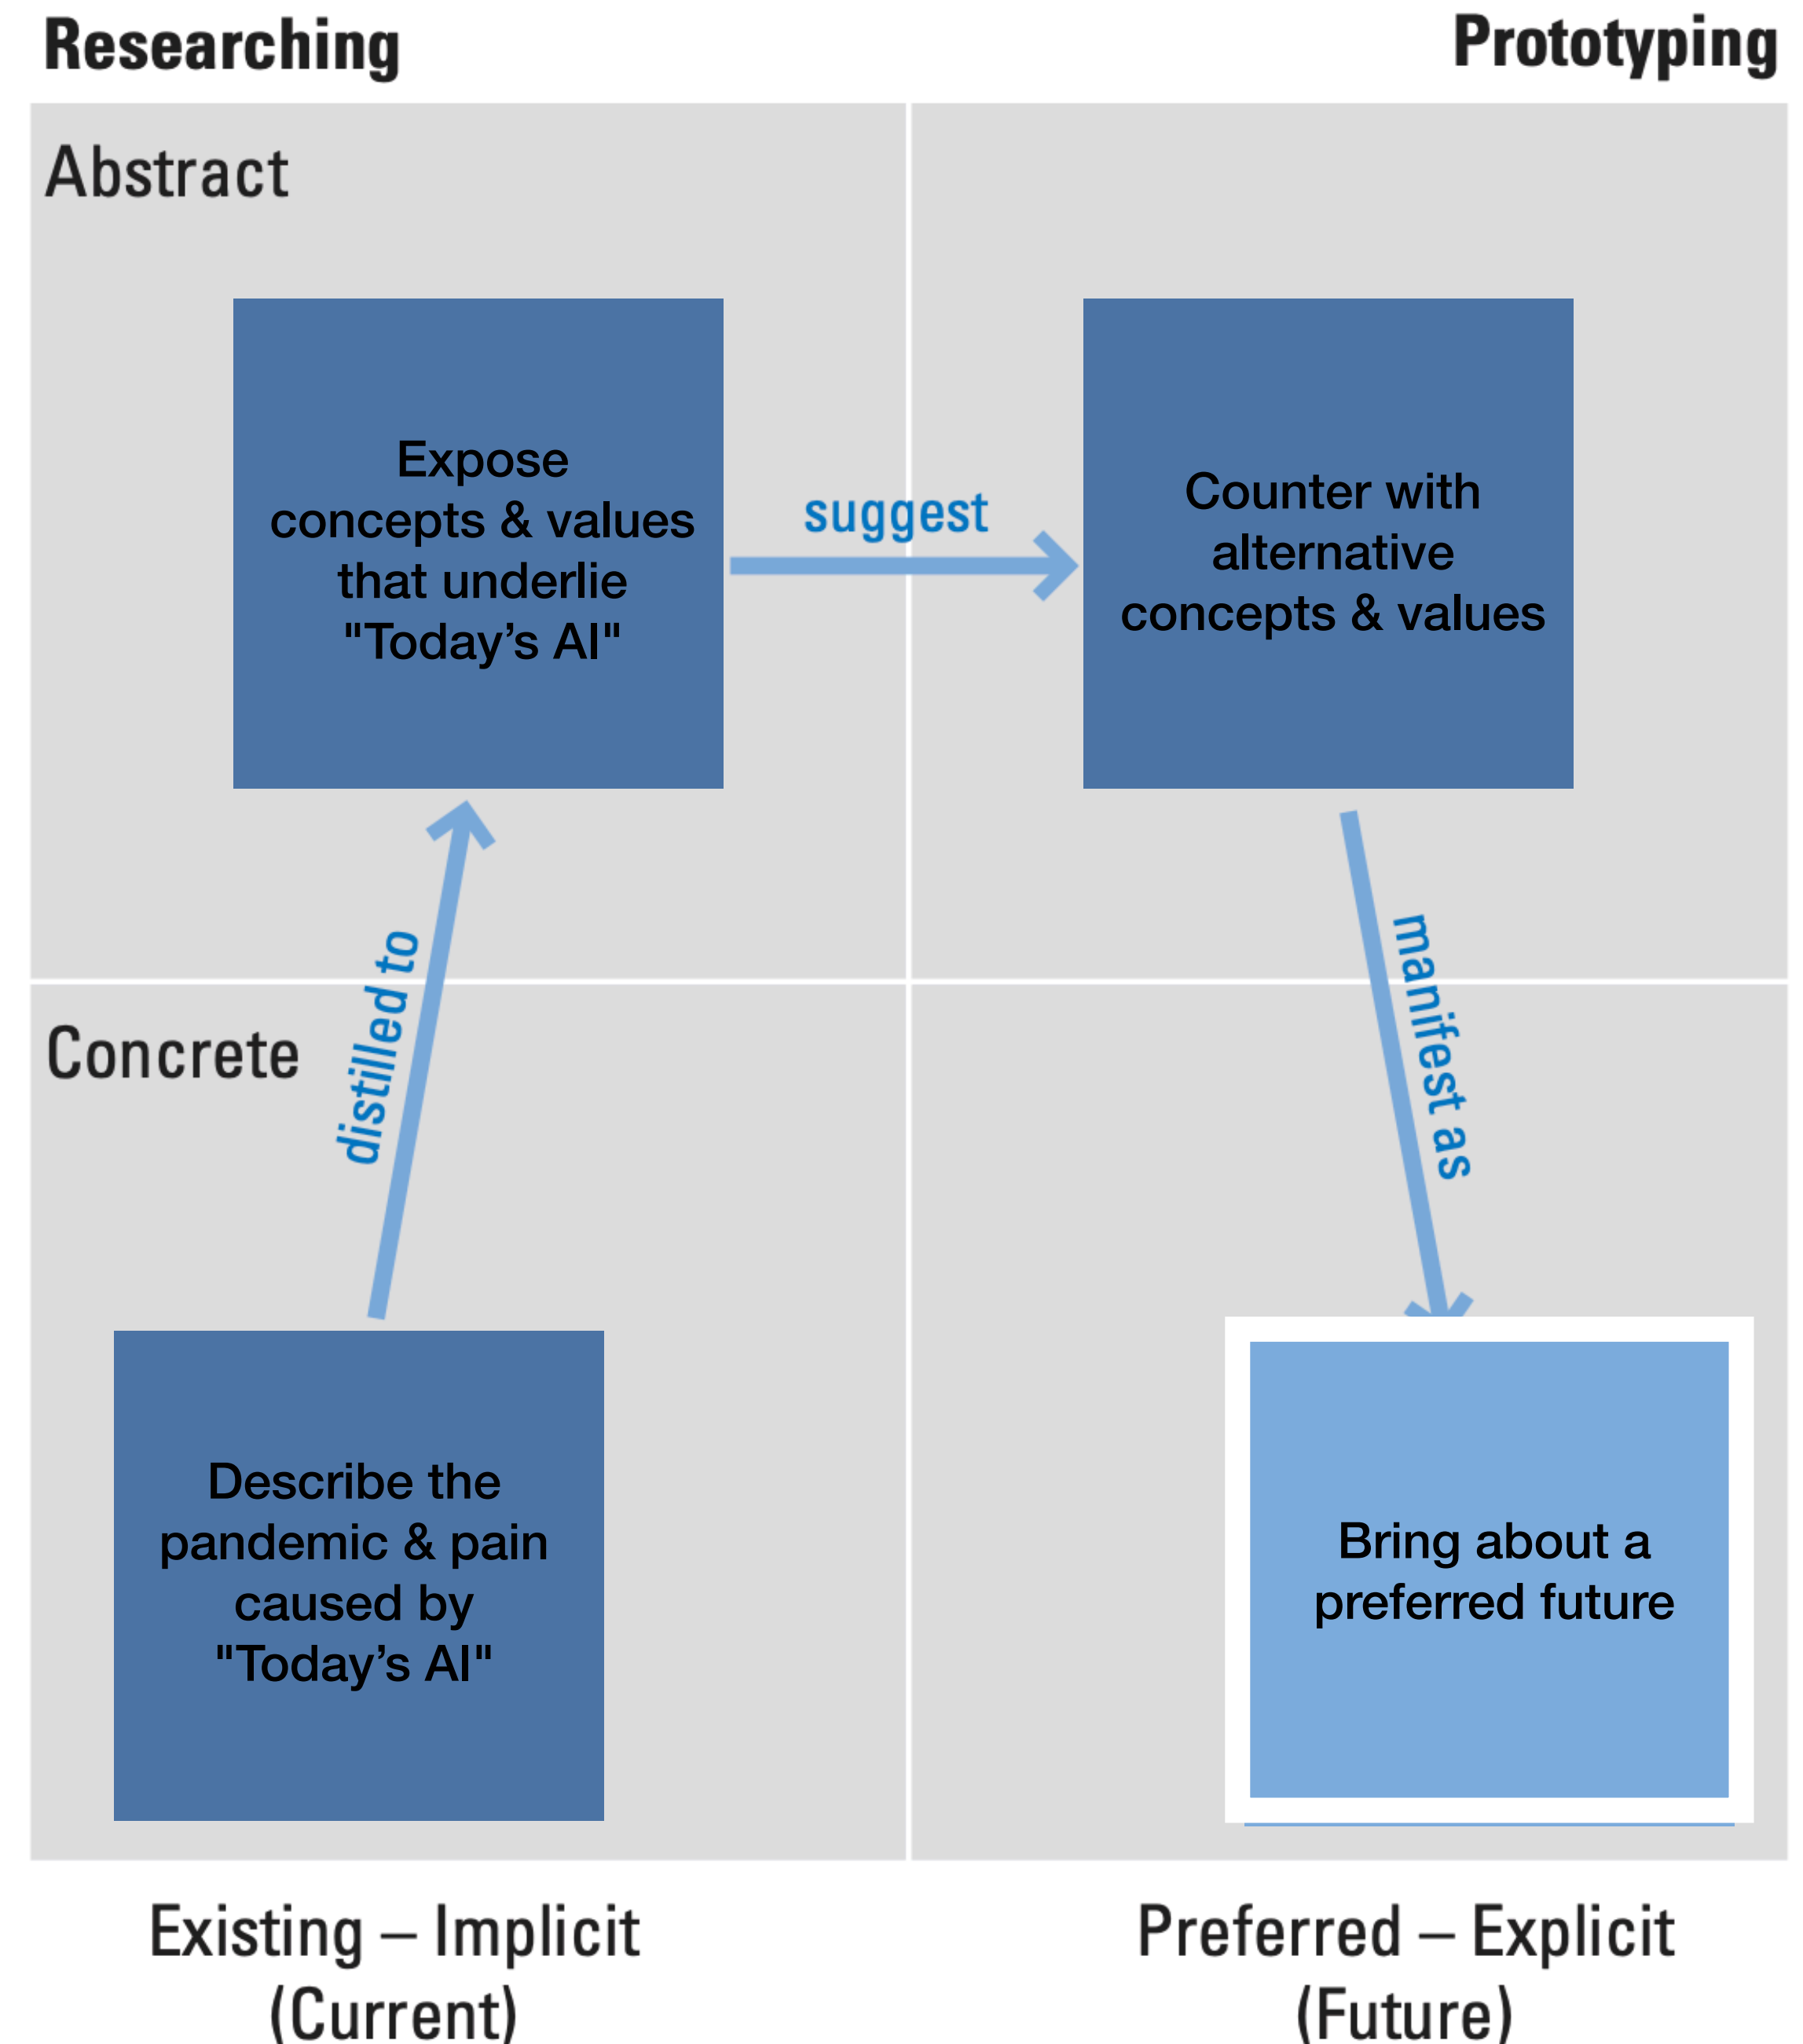 Researching
Prototyping
Abstract
Expose
concepts & values
that underlie
"Today’s AI"
suggest
Counter with
alternative
concepts & values
distilled to
manifest as
Concrete
Describe the
pandemic & pain
caused by
"Today’s AI"
Bring about a
preferred future
Existing – Implicit
(Current)
Preferred – Explicit
(Future)